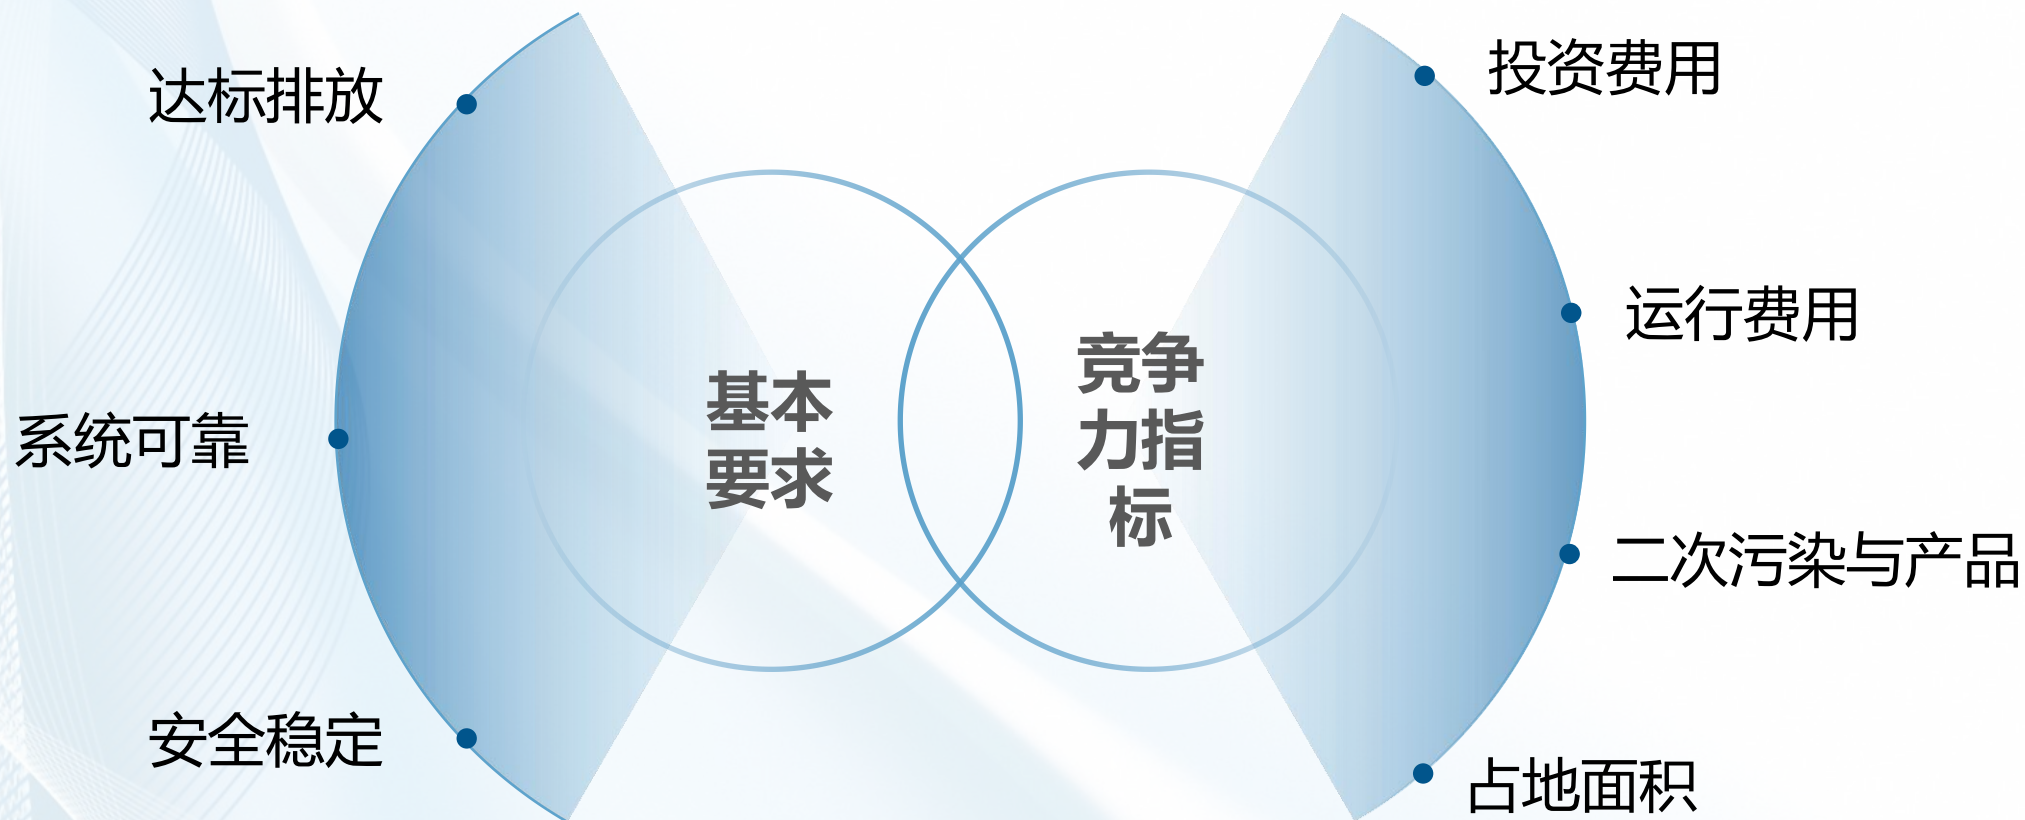 达标排放
系统可靠
安全稳定
基本
要求
竞争
力指
标
投资费用
运行费用
二次污染与产品
占地面积